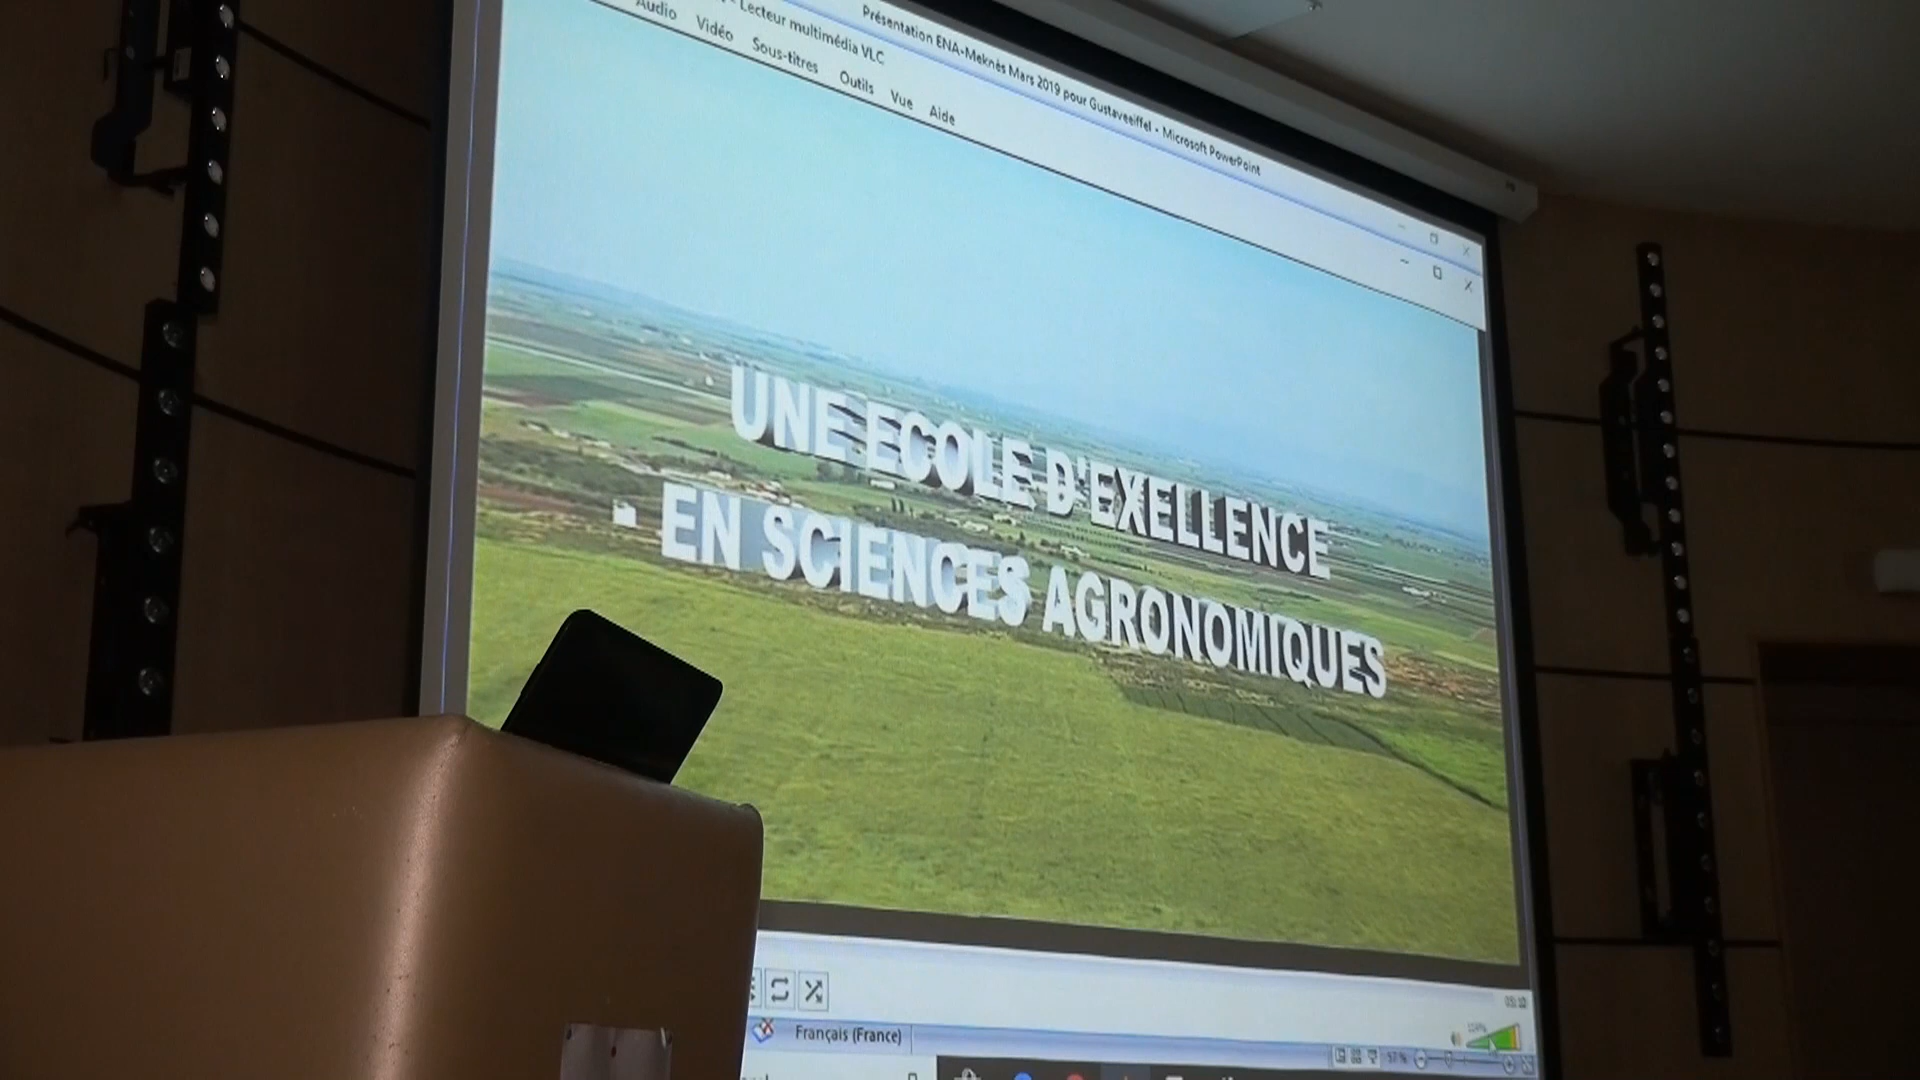 Présentation ENA-Meknès Mars 2019 pour Gustaveeiffel - Microsoft PowerPoint
- Lecteur multimédia VLC
Audio Vidéo Sous-titres Outils Vue Aide
UNE ECOLE D'EXELLENCE
EN SCIENCES AGRONOMIQUES
Français (France)
57 %